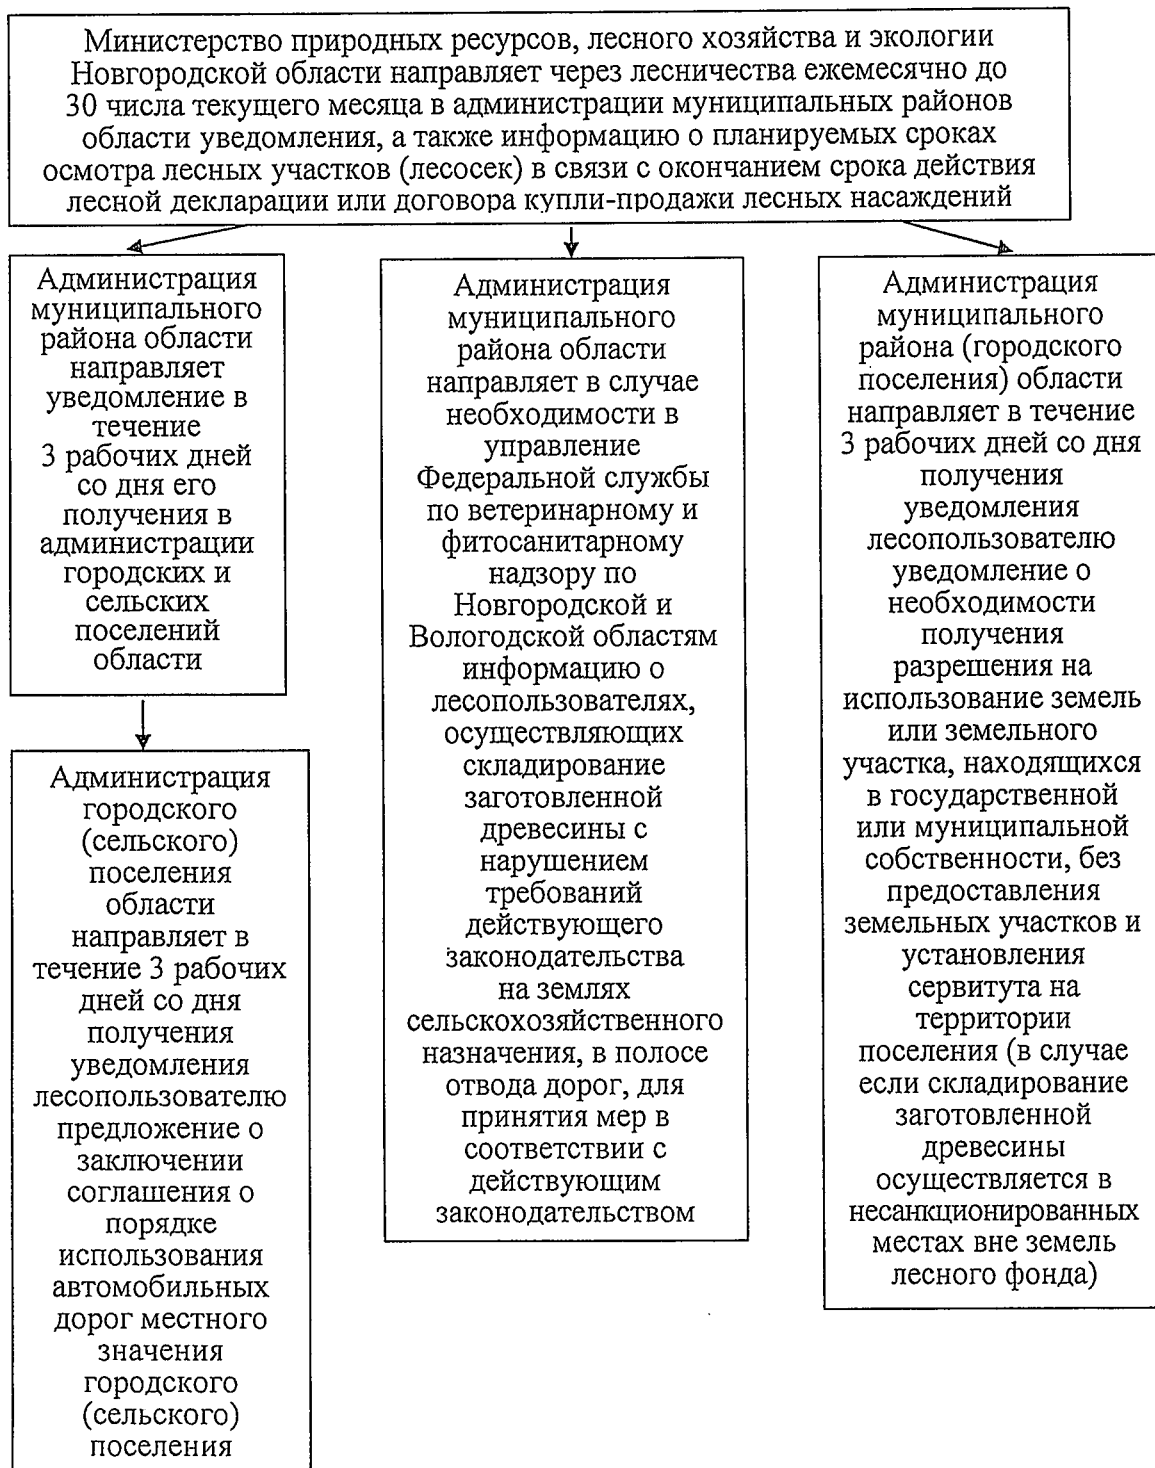 Министерство природных ресурсов, лесного хозяйства и экологии
Новгородской области направляет через лесничества ежемесячно до
30 числа текущего месяца в администрации муниципальных районов
области уведомления, а также информацию о планируемых сроках
осмотра лесных участков (лесосек) в связи с окончанием срока действия
лесной декларации или договора купли-продажи лесных насаждений
Администрация
муниципального
района области
направляет
уведомление в
течение
3 рабочих дней
со дня его
получения в
администрации
городских и
сельских
поселений
области
Администрация
городского
(сельского)
поселения
области
направляет в
течение 3 рабочих
дней со дня
получения
уведомления
лесопользователю
предложение о
заключении
соглашения о
порядке
использования
автомобильных
дорог местного
значения
городского
(сельского)
поселения
Администрация
муниципального
района области
направляет в случае
необходимости в
управление
Федеральной службы
по ветеринарному и
фитосанитарному
надзору по
Новгородской и
Вологодской областям
информацию о
лесопользователях,
осуществляющих
складирование
заготовленной
древесины с
нарушением
требований
действующего
законодательства
на землях
сельскохозяйственного
назначения, в полосе
отвода дорог, для
принятия мер в
соответствии с
действующим
законодательством
Администрация
муниципального
района (городского
поселения) области
направляет в течение
3 рабочих дней со дня
получения
уведомления
лесопользователю
уведомление о
необходимости
получения
разрешения на
использование земель
или земельного
участка, находящихся
в государственной
или муниципальной
собственности, без
предоставления
земельных участков и
установления
сервитута на
территории
поселения (в случае
если складирование
заготовленной
древесины
осуществляется в
несанкционированных
местах вне земель
лесного фонда)